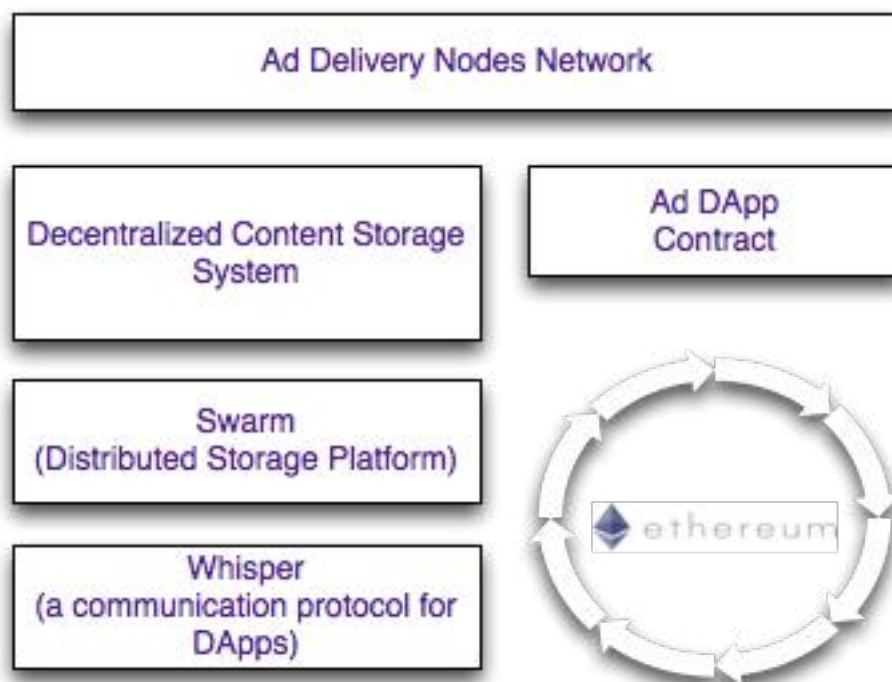 Ad Delivery Nodes Network
Decentralized Content Storage
System
Ad DApp
Contract
Swarm
(Distributed Storage Platform)
ethereum
Whisper
(a communication protocol for
DApps)